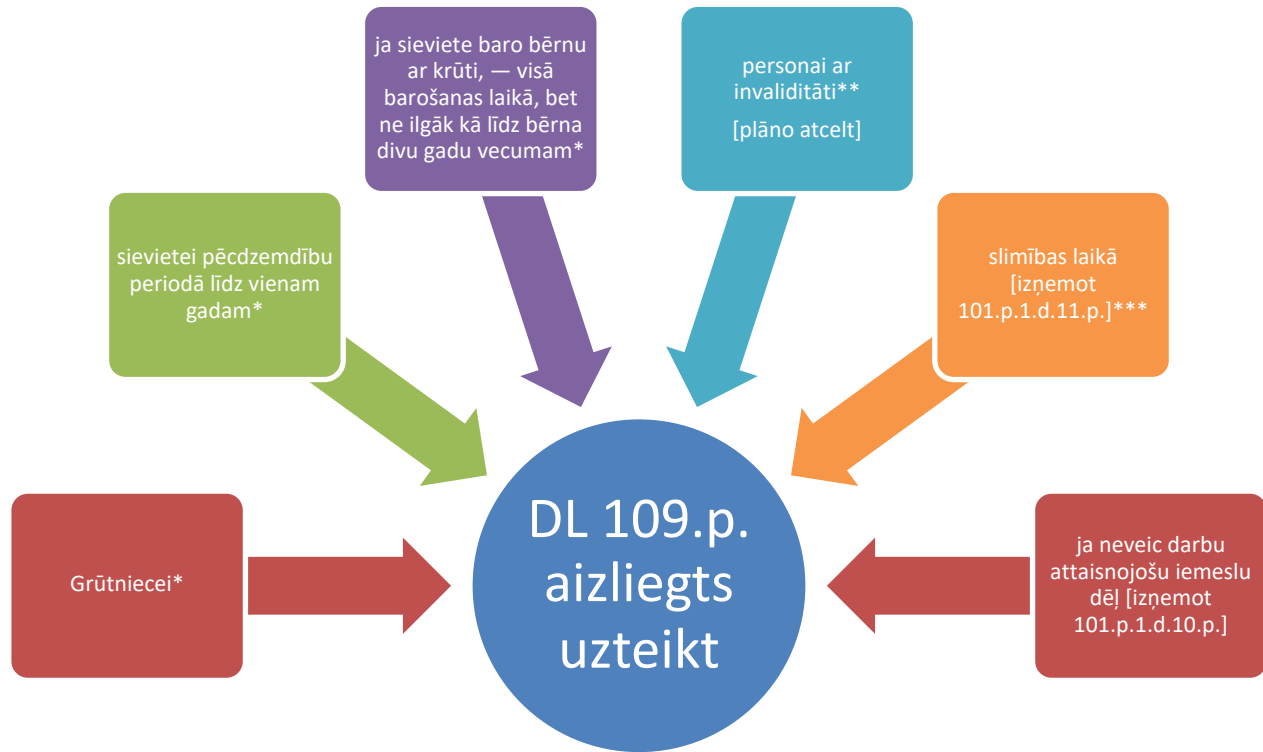 ja sieviete baro bērnu
ar krūti, — visā
barošanas laikā, bet
ne ilgāk kā līdz bērna
divu gadu vecumam*
personai ar
invaliditāti**
[plāno atcelt]
sievietei pēcdzemdību
periodā līdz vienam
gadam*
slimības laikā
[izņemot
101.p.1.d.11.p.]***
Grūtniecei*
DL 109.p.
aizliegts
uzteikt
ja neveic darbu
attaisnojošu iemeslu
dēļ [izņemot
101.p.1.d.10.p.]